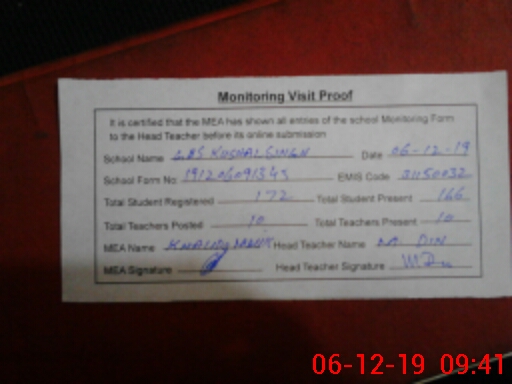 Monitoring Visit Proof
It is certified that the MEA has shown all entries of the school Monitoring Form
to the Head Teacher before its online submission
School Name Date 06-12-19
School Form No 191206091343 EMIS Code
Total Student Registered 172 Total Student Present 166
Total Teachers Posted 10 Total Teachers Present 10
MEA Name Head Teacher Name M. DIN
MEA Signature Head Teacher Signature
06-12-19 09:41